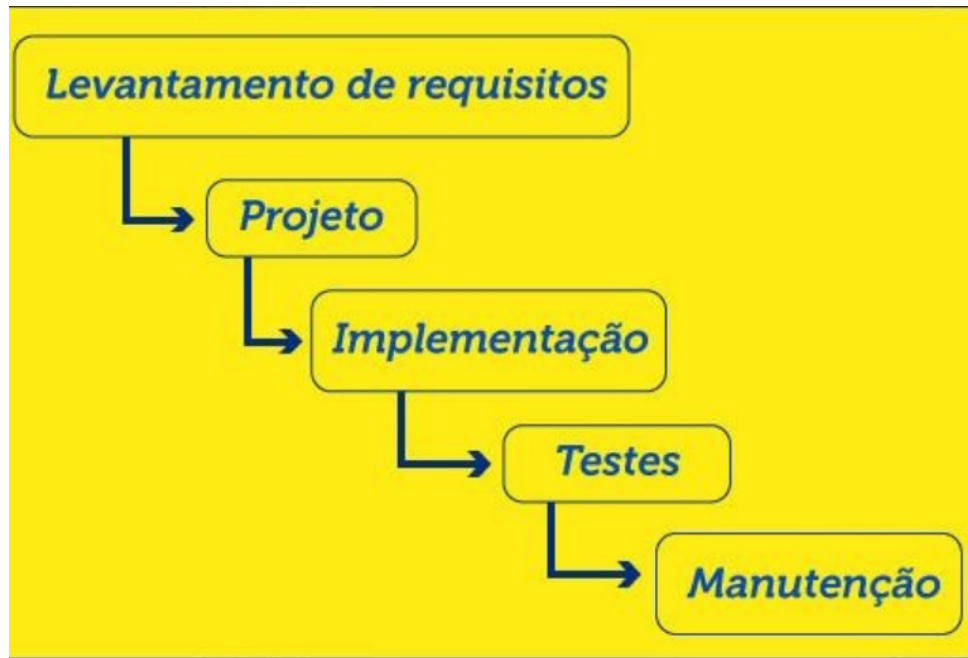 Levantamento de requisitos
Projeto
Implementação
Testes
Manutenção